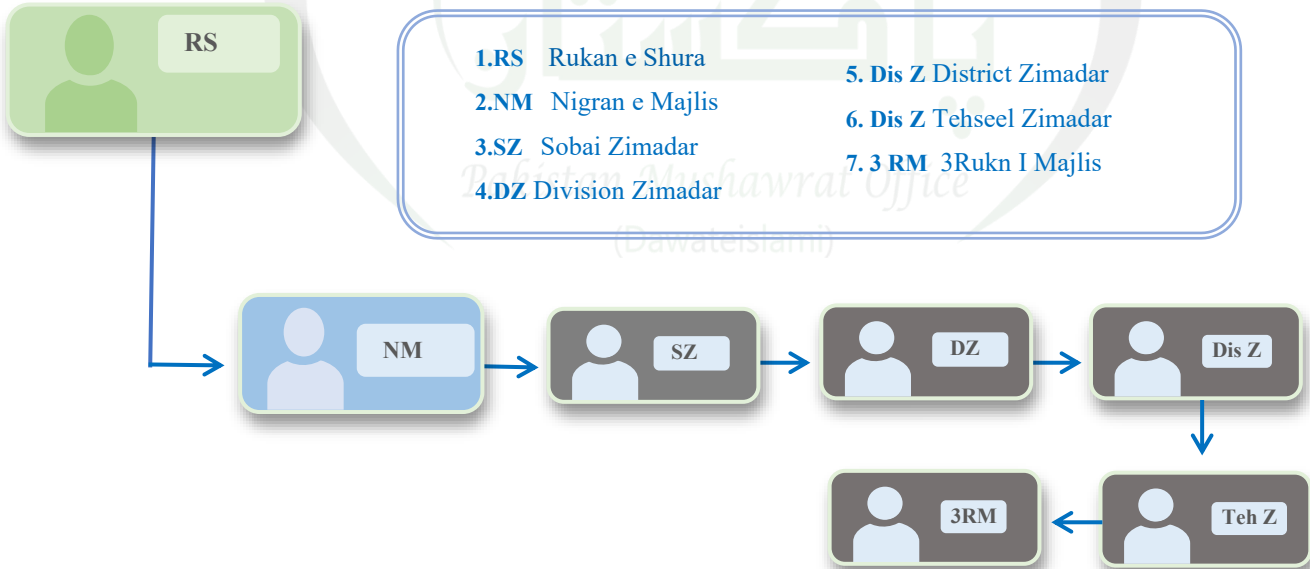 RS
1.RS Rukan e Shura
2.NM Nigran e Majlis
3.SZ Sobai Zimadar
4.DZ Division Zimadar
5. Dis Z District Zimadar
6. Dis Z Tehseel Zimadar
7. 3 RM 3Rukn I Majlis
پاکستان
Pakistan Mushawrat Office
(Dawateislami)
NM
SZ
DZ
Dis Z
3RM
Teh Z